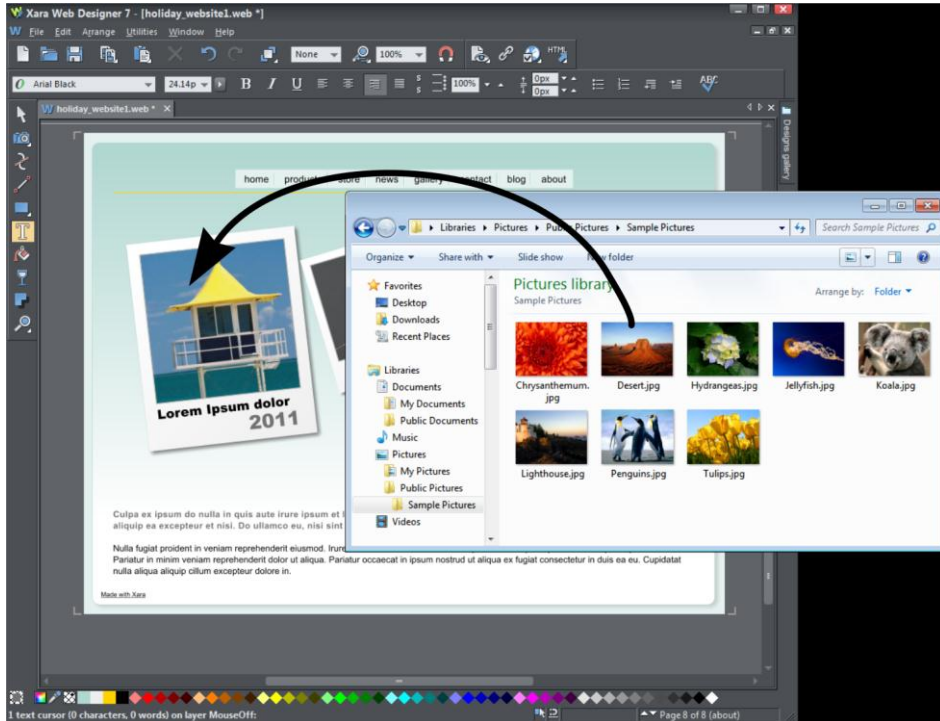 Xara Web Designer 7 - [holiday_website1.web *]
File Edit Arrange Utilities Window Help
None 100% HTML
Arial Black 24.14p B I U 100% 0px ABC
0px
holiday_website1.web *
Designs gallery
home products store news gallery contact blog about
Libraries Pictures Public Pictures Sample Pictures Search Sample Pictures
Organize Share with Slide show New folder
Favorites
Desktop
Downloads
Recent Places
Libraries
Documents
My Documents
Public Documents
Music
Pictures
My Pictures
Public Pictures
Sample Pictures
Videos
Pictures library
Sample Pictures
Arrange by: Folder
Chrysanthemum.jpg Desert.jpg Hydrangeas.jpg Jellyfish.jpg Koala.jpg
Lighthouse.jpg Penguins.jpg Tulips.jpg
Lorem Ipsum dolor
2011
Culpa ex ipsum do nulla in quis aute irure ipsum et
aliquip ea excepteur et nisi. Do ullamco eu, nisi sint
Nulla fugiat proident in veniam reprehenderit eiusmod.
Pariatur in minim veniam reprehenderit dolor ut aliqua. Pariatur occaecat in ipsum nostrud ut aliqua ex fugiat consectetur in duis ea eu. Cupidatat
nulla aliqua aliquip cillum excepteur dolore in.
Made with Xara
1 text cursor (0 characters, 0 words) on layer MouseOff: Page 8 of 8 (about)